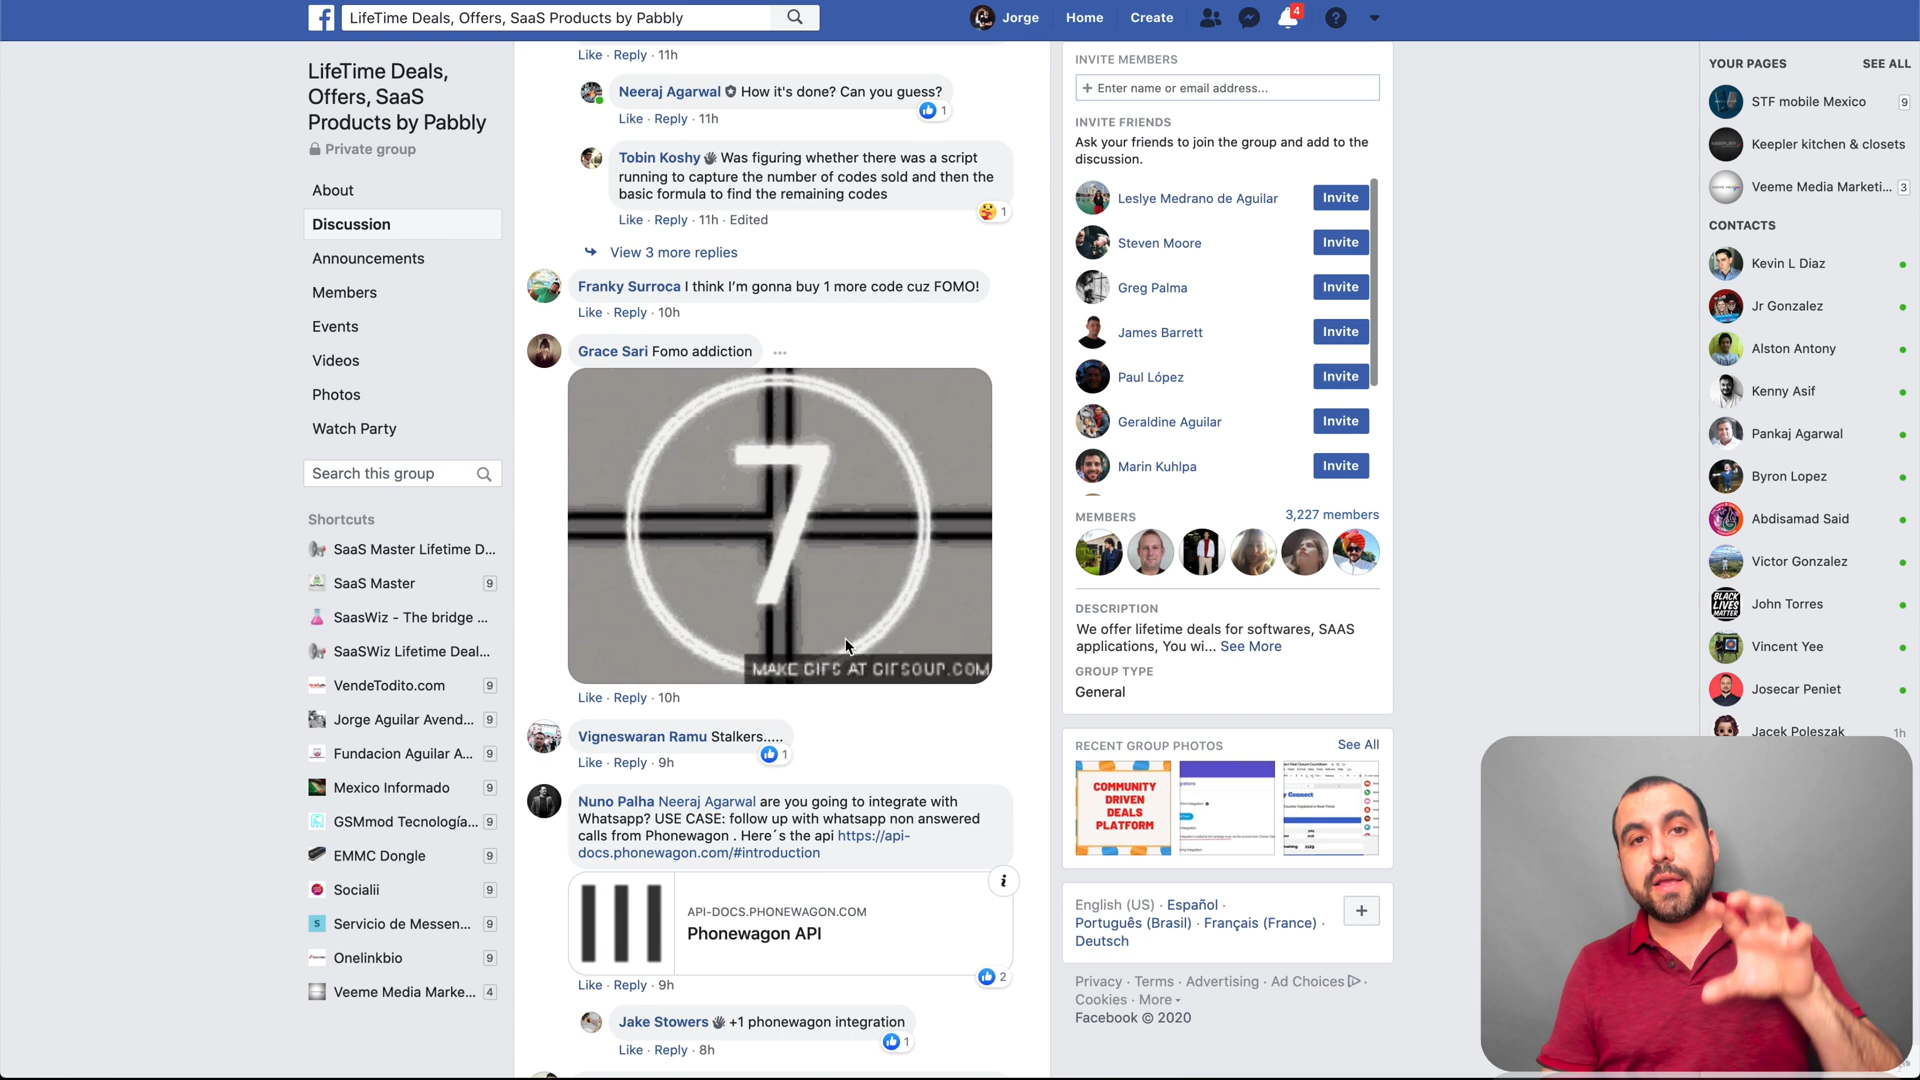 LifeTime Deals, Offers, SaaS Products by Pabbly
Jorge
Home
Create
4
LifeTime Deals,
Offers, SaaS
Products by Pabbly
Private group
About
Discussion
Announcements
Members
Events
Videos
Photos
Watch Party
Search this group
Shortcuts
SaaS Master Lifetime D...
SaaS Master 9
SaasWiz - The bridge ...
SaaSWiz Lifetime Deal...
VendeTodito.com 9
Jorge Aguilar Avend... 9
Fundacion Aguilar A... 9
Mexico Informado 9
GSMmod Tecnología... 9
EMMC Dongle 9
Socialii 9
Servicio de Messen... 9
Onelinkbio 9
Veeme Media Marke... 4
Like · Reply · 11h
Neeraj Agarwal How it's done? Can you guess?
1
Like · Reply · 11h
Tobin Koshy Was figuring whether there was a script
running to capture the number of codes sold and then the
basic formula to find the remaining codes
1
Like · Reply · 11h · Edited
View 3 more replies
Franky Surroca I think I'm gonna buy 1 more code cuz FOMO!
Like · Reply · 10h
Grace Sari Fomo addiction
7
MAKE GIFS AT GIFSOUP.COM
Like · Reply · 10h
Vigneswaran Ramu Stalkers.....
1
Like · Reply · 9h
Nuno Palha Neeraj Agarwal are you going to integrate with
Whatsapp? USE CASE: follow up with whatsapp non answered
calls from Phonewagon . Here´s the api https://api-
docs.phonewagon.com/#introduction
API-DOCS.PHONEWAGON.COM
Phonewagon API
2
Like · Reply · 9h
Jake Stowers +1 phonewagon integration
1
Like · Reply · 8h
INVITE MEMBERS
+ Enter name or email address...
INVITE FRIENDS
Ask your friends to join the group and add to the
discussion.
Leslye Medrano de Aguilar Invite
Steven Moore Invite
Greg Palma Invite
James Barrett Invite
Paul López Invite
Geraldine Aguilar Invite
Marin Kuhlpa Invite
MEMBERS
3,227 members
DESCRIPTION
We offer lifetime deals for softwares, SAAS
applications, You wi... See More
GROUP TYPE
General
RECENT GROUP PHOTOS
See All
COMMUNITY
DRIVEN
DEALS
PLATFORM
Connect
English (US) · Español ·
Português (Brasil) · Français (France) ·
Deutsch
Privacy · Terms · Advertising · Ad Choices ·
Cookies · More
Facebook © 2020
YOUR PAGES
SEE ALL
STF mobile Mexico 9
Keepler kitchen & closets
Veeme Media Marketi... 3
CONTACTS
Kevin L Diaz
Jr Gonzalez
Alston Antony
Kenny Asif
Pankaj Agarwal
Byron Lopez
Abdisamad Said
Victor Gonzalez
BLACK
LIVES
MATTER
John Torres
Vincent Yee
Josecar Peniet
Jacek Poleszak 1h